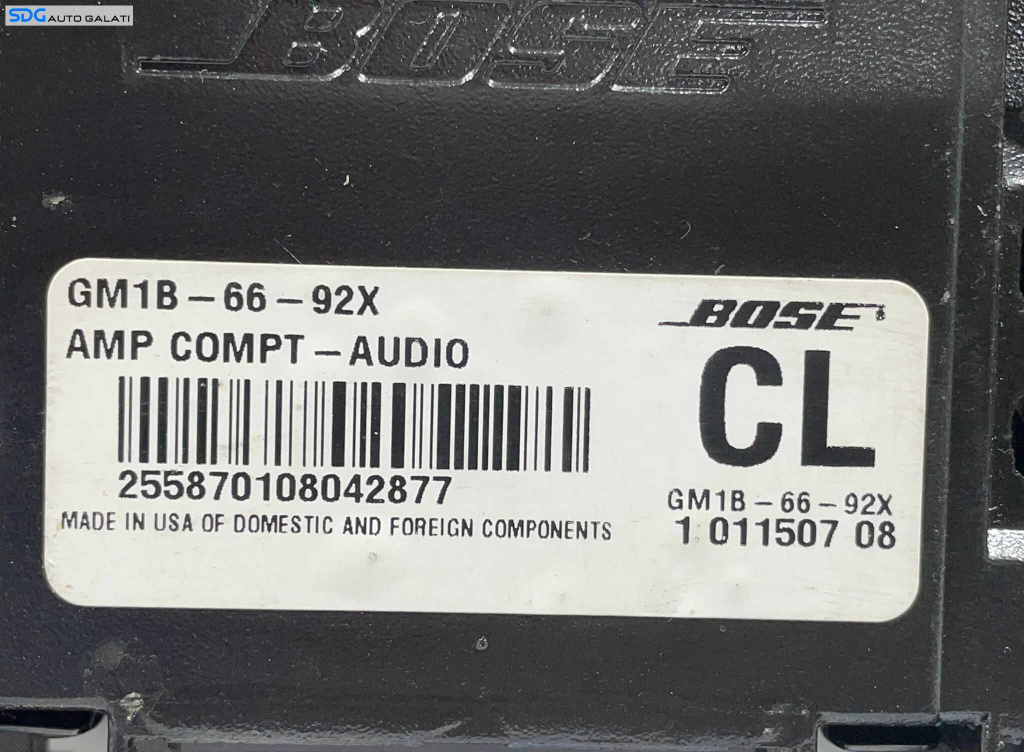 SDG AUTO GALATI
BOSE
GM1B-66-92X
AMP COMPT-AUDIO
255870108042877
MADE IN USA OF DOMESTIC AND FOREIGN COMPONENTS
BOSE
CL
GM1B-66-92X
1 011507 08